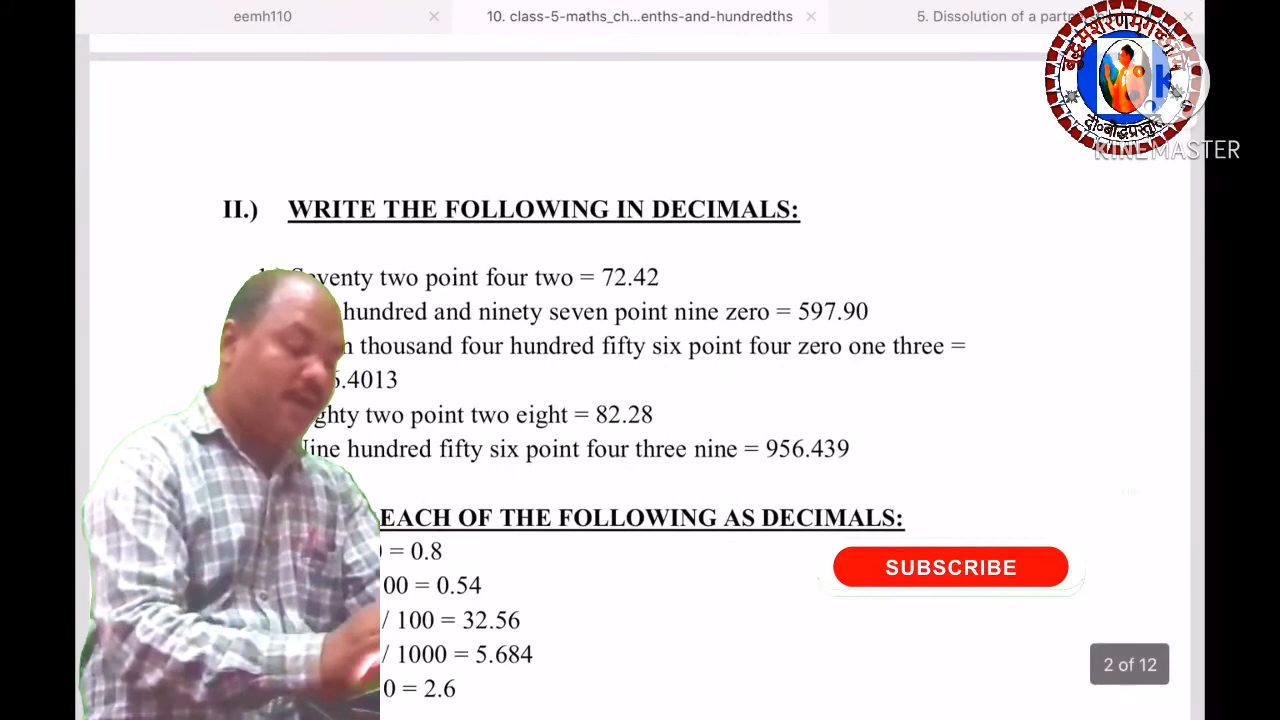 eemh110
10. class-5-maths_ch...enths-and-hundredths
5. Dissolution of a partn
KINEMASTER
II.) WRITE THE FOLLOWING IN DECIMALS:
Seventy two point four two = 72.42
hundred and ninety seven point nine zero = 597.90
thousand four hundred fifty six point four zero one three =
6.4013
ghty two point two eight = 82.28
Nine hundred fifty six point four three nine = 956.439
EACH OF THE FOLLOWING AS DECIMALS:
= 0.8
00 = 0.54
/ 100 = 32.56
/ 1000 = 5.684
0 = 2.6
SUBSCRIBE
2 of 12